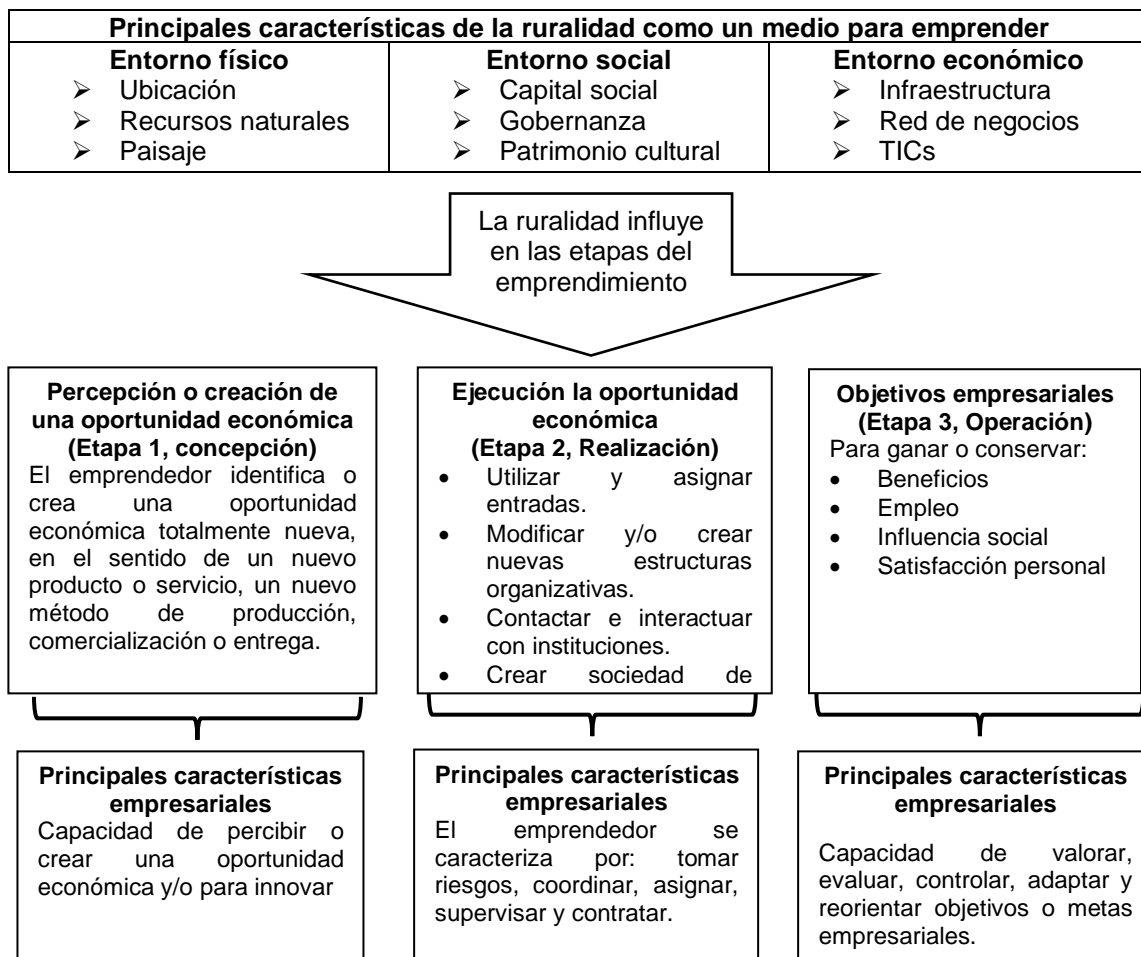 Principales características de la ruralidad como un medio para emprender
Entorno físico
➢ Ubicación
➢ Recursos naturales
➢ Paisaje
Entorno social
➢ Capital social
➢ Gobernanza
➢ Patrimonio cultural
Entorno económico
➢ Infraestructura
➢ Red de negocios
➢ TICs
La ruralidad influye
en las etapas del
emprendimiento
Percepción o creación de
una oportunidad económica
(Etapa 1, concepción)
El emprendedor identifica o
crea una oportunidad
económica totalmente nueva,
en el sentido de un nuevo
producto o servicio, un nuevo
método de producción,
comercialización o entrega.
Ejecución la oportunidad
económica
(Etapa 2, Realización)
• Utilizar y asignar
entradas.
• Modificar y/o crear
nuevas estructuras
organizativas.
• Contactar e interactuar
con instituciones.
• Crear sociedad de
Objetivos empresariales
(Etapa 3, Operación)
Para ganar o conservar:
• Beneficios
• Empleo
• Influencia social
• Satisfacción personal
Principales características
empresariales
Capacidad de percibir o
crear una oportunidad
económica y/o para innovar
Principales características
empresariales
El emprendedor se
caracteriza por: tomar
riesgos, coordinar, asignar,
supervisar y contratar.
Principales características
empresariales
Capacidad de valorar,
evaluar, controlar, adaptar y
reorientar objetivos o metas
empresariales.